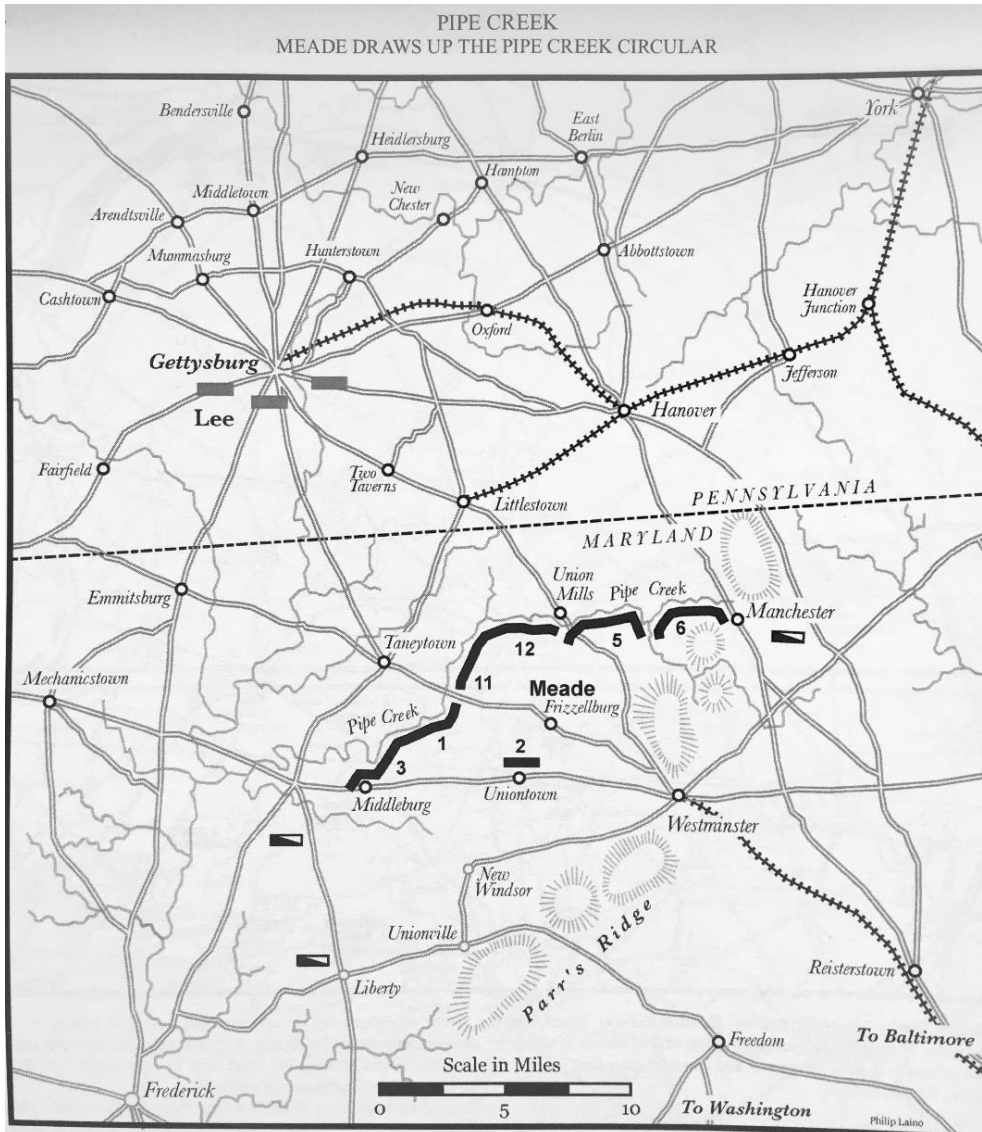 PIPE CREEK
MEADE DRAWS UP THE PIPE CREEK CIRCULAR
York
Bendersville
East
Berlin
Heidlersburg
Hampton
Middletown
New
Chester
Arendtsville
Mummasburg
Hunterstown
Abbottstown
Cashtown
Hanover
Junction
Oxford
Gettysburg
Jefferson
Lee
Hanover
Fairfield
Two
Taverns
Littlestown
PENNSYLVANIA
MARYLAND
Emmitsburg
Union
Mills
Pipe Creek
Manchester
Taneytown
12
5
6
Mechanicstown
11
Meade
Frizzellburg
Pipe Creek
1
2
3
Middleburg
Uniontown
Westminster
New
Windsor
Unionville
Parr's Ridge
Liberty
Reisterstown
Freedom
To Baltimore
Scale in Miles
Frederick
0 5 10
To Washington
Philip Laino